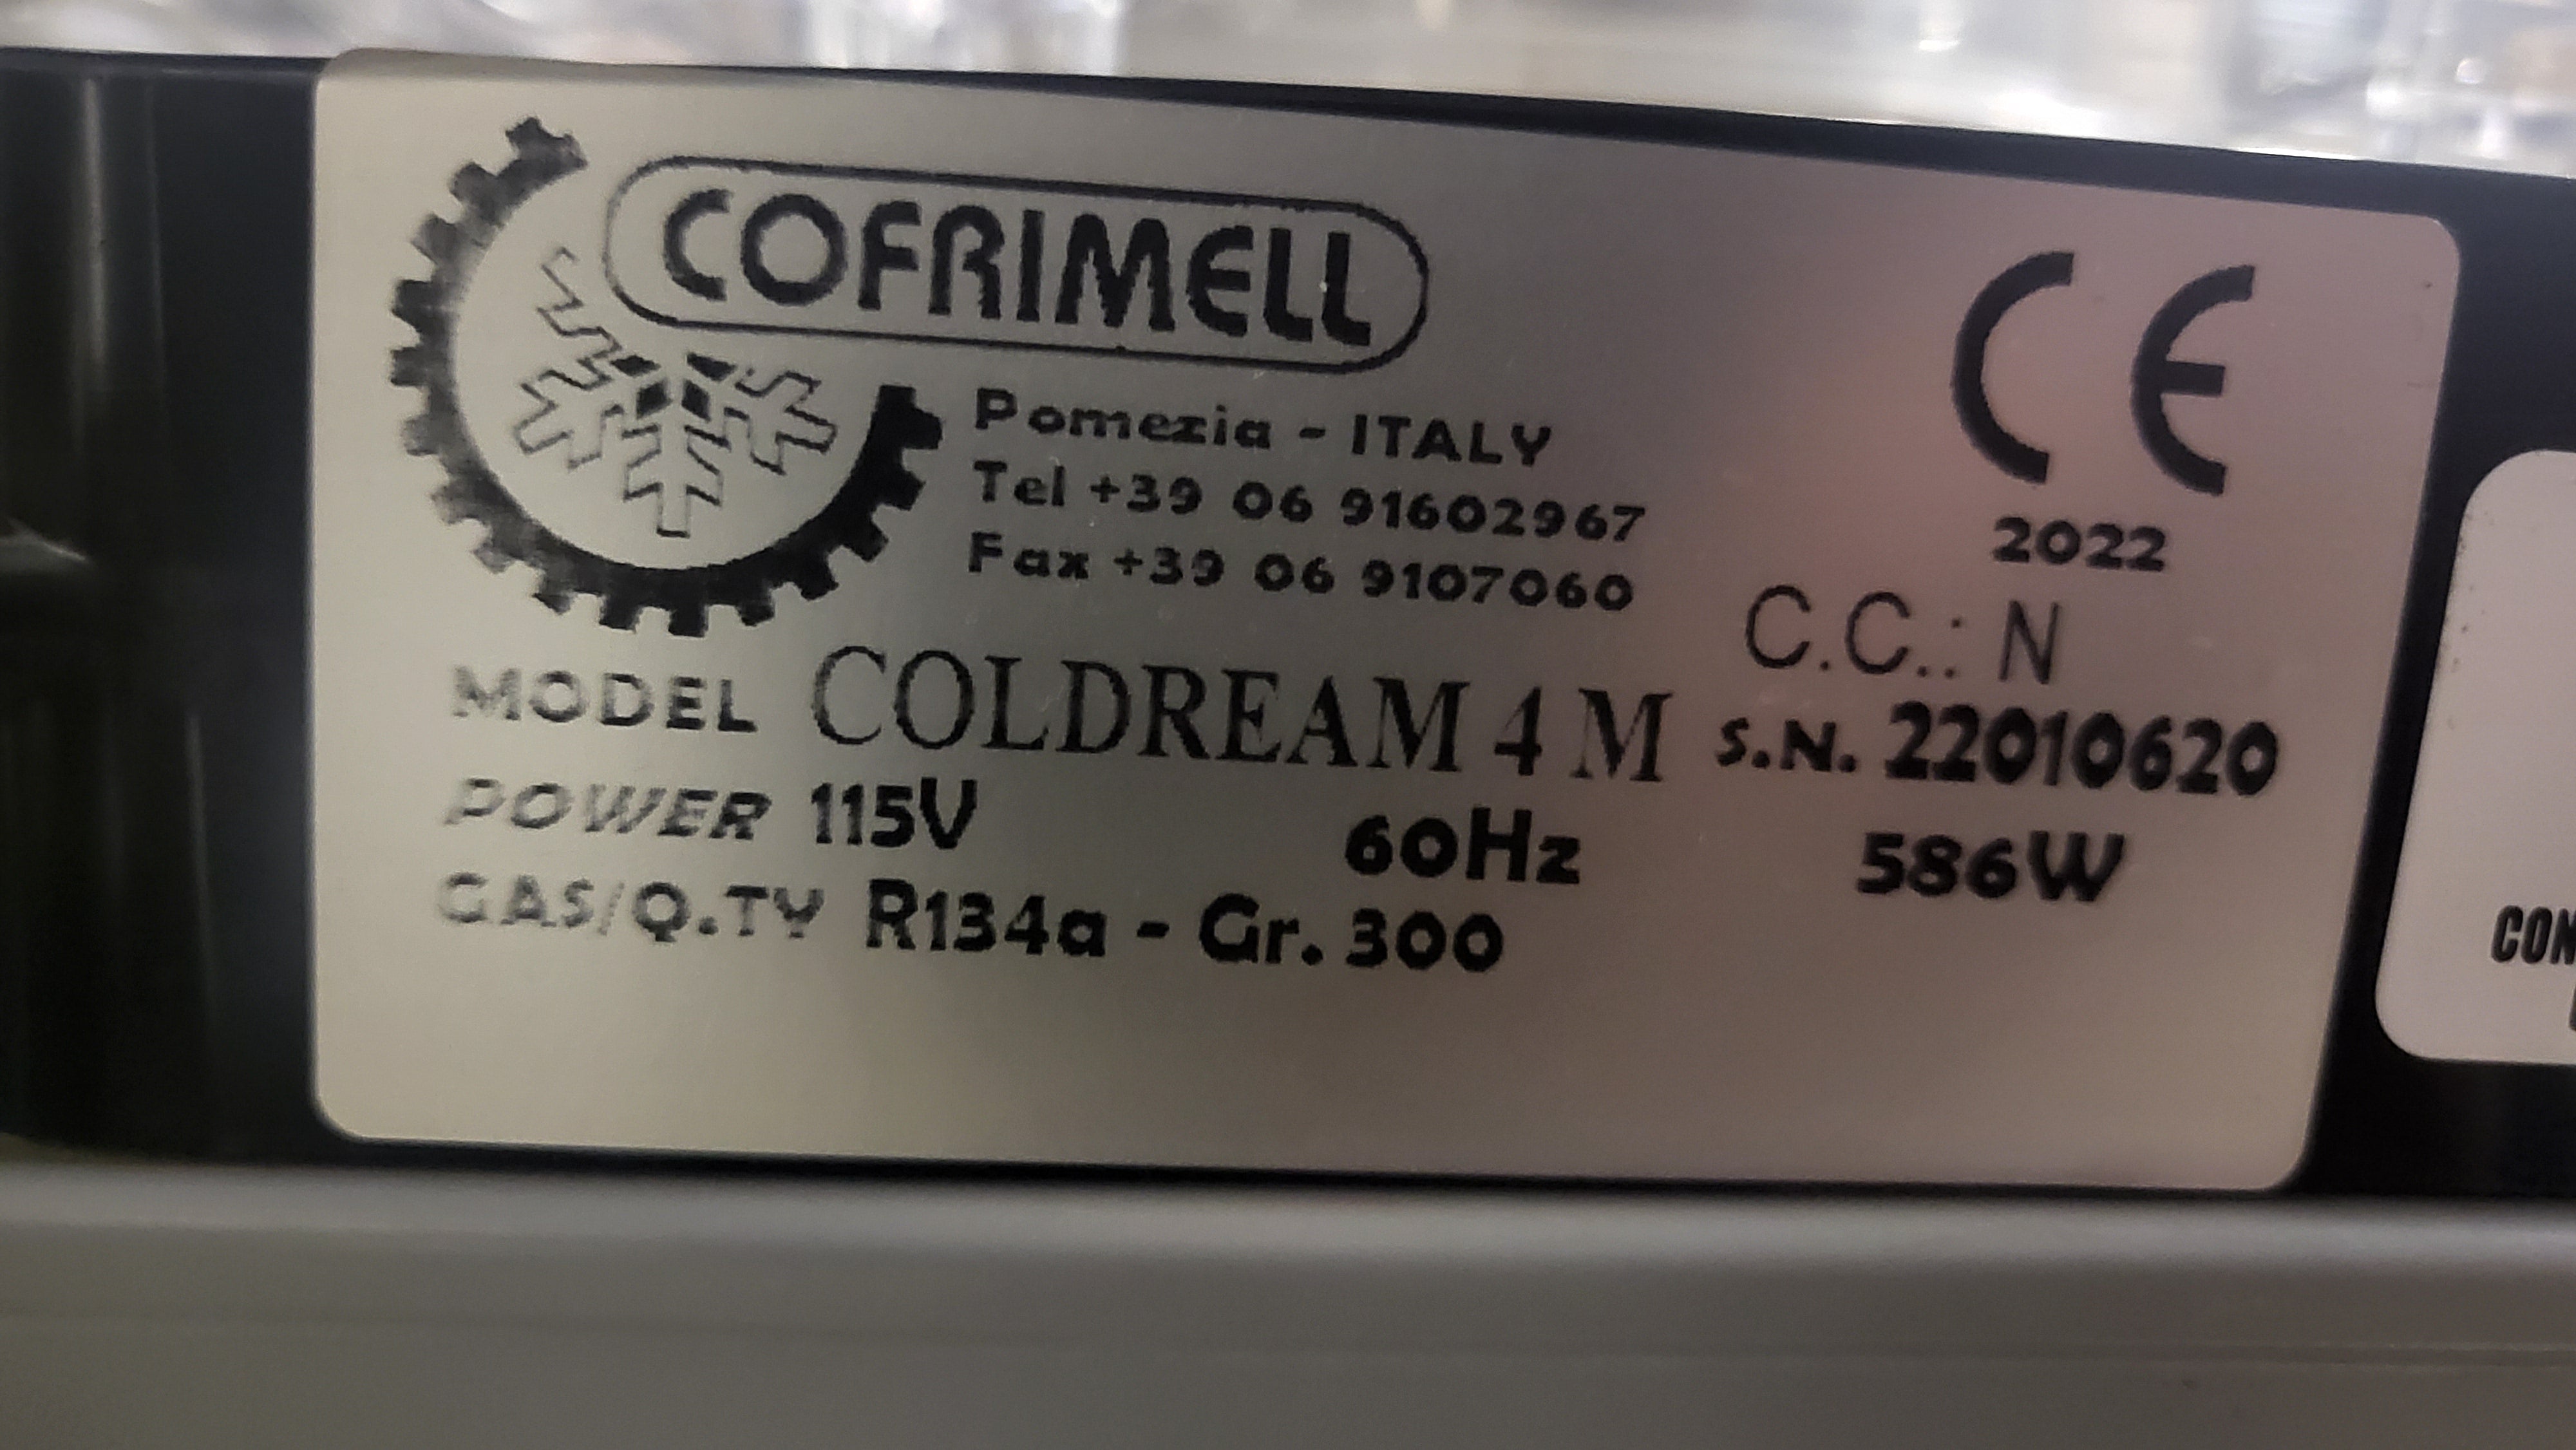 COFRIMELL
CE
Pomezia - ITALY
Tel +39 06 91602967
2022
Fax +39 06 9107060
C.C.: N
MODEL COLDREAM 4 M S.N. 22010620
POWER 115V 60Hz 586W
GAS/Q.TY R134a - Gr. 300